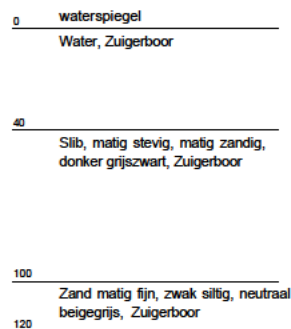 0 waterspiegel
Water, Zuigerboor
40
Slib, matig stevig, matig zandig,
donker grijszwart, Zuigerboor
100
Zand matig fijn, zwak siltig, neutraal
beigegrijs, Zuigerboor
120